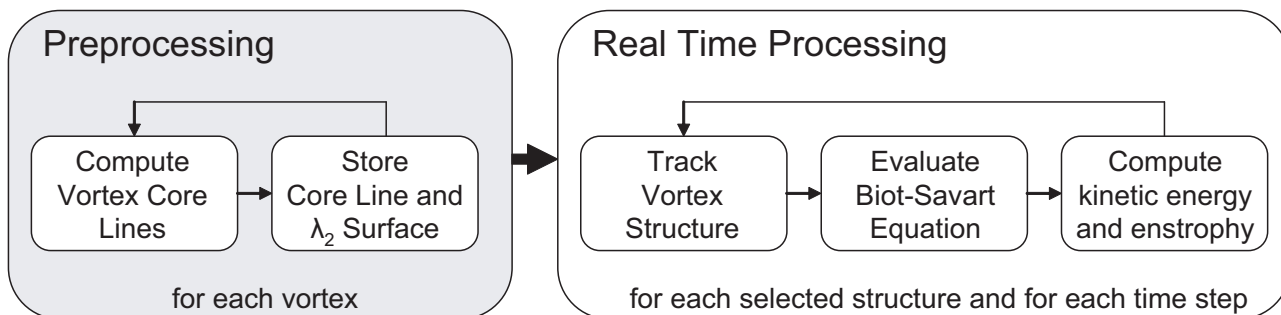 Preprocessing
Compute
Vortex Core
Lines
Store
Core Line and
λ₂ Surface
for each vortex
Real Time Processing
Track
Vortex
Structure
Evaluate
Biot-Savart
Equation
Compute
kinetic energy
and enstrophy
for each selected structure and for each time step